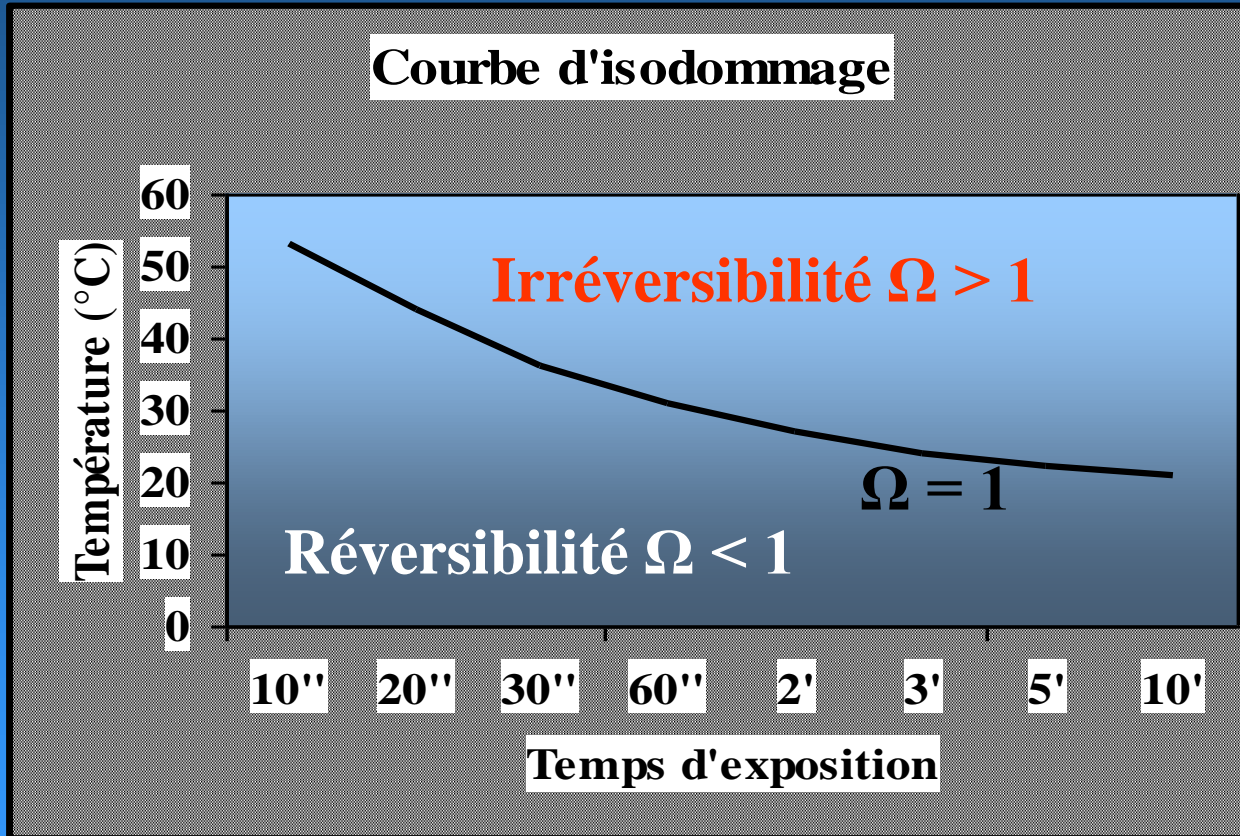 Courbe d'isodommage
60
50
40
30
20
10
0
Température (°C)
Irréversibilité Ω > 1
Ω = 1
Réversibilité Ω < 1
10'' 20'' 30'' 60'' 2' 3' 5' 10'
Temps d'exposition